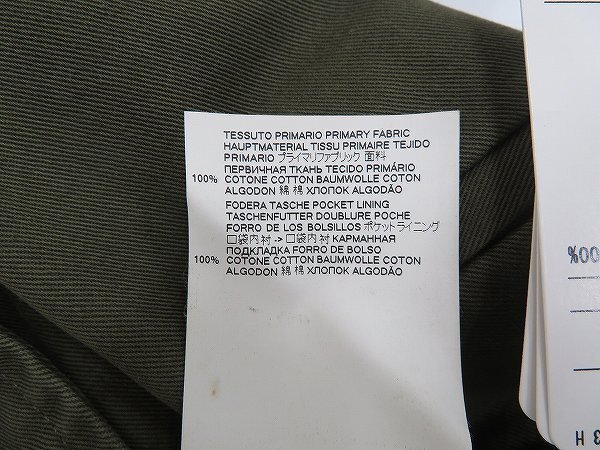 TESSUTO PRIMARIO PRIMARY FABRIC
HAUPTMATERIAL TISSU PRIMAIRE TEJIDO
PRIMARIO プライマリファブリック 面料
ПЕРВИЧНАЯ ТКАНЬ TECIDO PRIMÁRIO
100% COTONE COTTON BAUMWOLLE COTON
ALGODON 綿 棉 ХЛОПОК ALGODÃO
FODERA TASCHE POCKET LINING
TASCHENFUTTER DOUBLURE POCHE
FORRO DE LOS BOLSILLOS ポケットライニング
口袋内衬 -> 口袋内衬 КАРМАННАЯ
ПОДКЛАДКА FORRO DE BOLSO
100% COTONE COTTON BAUMWOLLE COTON
ALGODON 綿 棉 ХЛОПОК ALGODÃO
00%
3 H